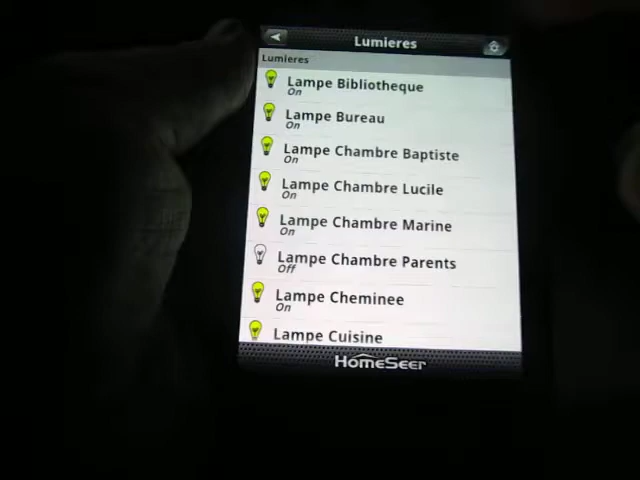 Lumieres
Lumieres
Lampe Bibliotheque
On
Lampe Bureau
On
Lampe Chambre Baptiste
On
Lampe Chambre Lucile
On
Lampe Chambre Marine
On
Lampe Chambre Parents
Off
Lampe Cheminee
On
Lampe Cuisine
HomeSeer